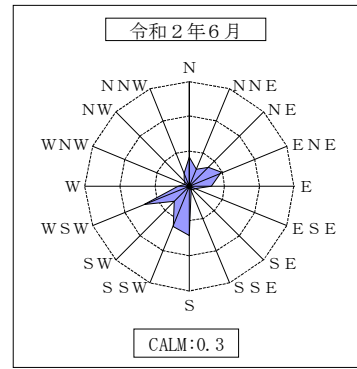 令和２年６月
Ｎ
ＮＮＷ ＮＮＥ
ＮＷ ＮＥ
ＷＮＷ ＥＮＥ
Ｗ Ｅ
ＷＳＷ ＥＳＥ
ＳＷ ＳＥ
ＳＳＷ ＳＳＥ
Ｓ
CALM:0.3